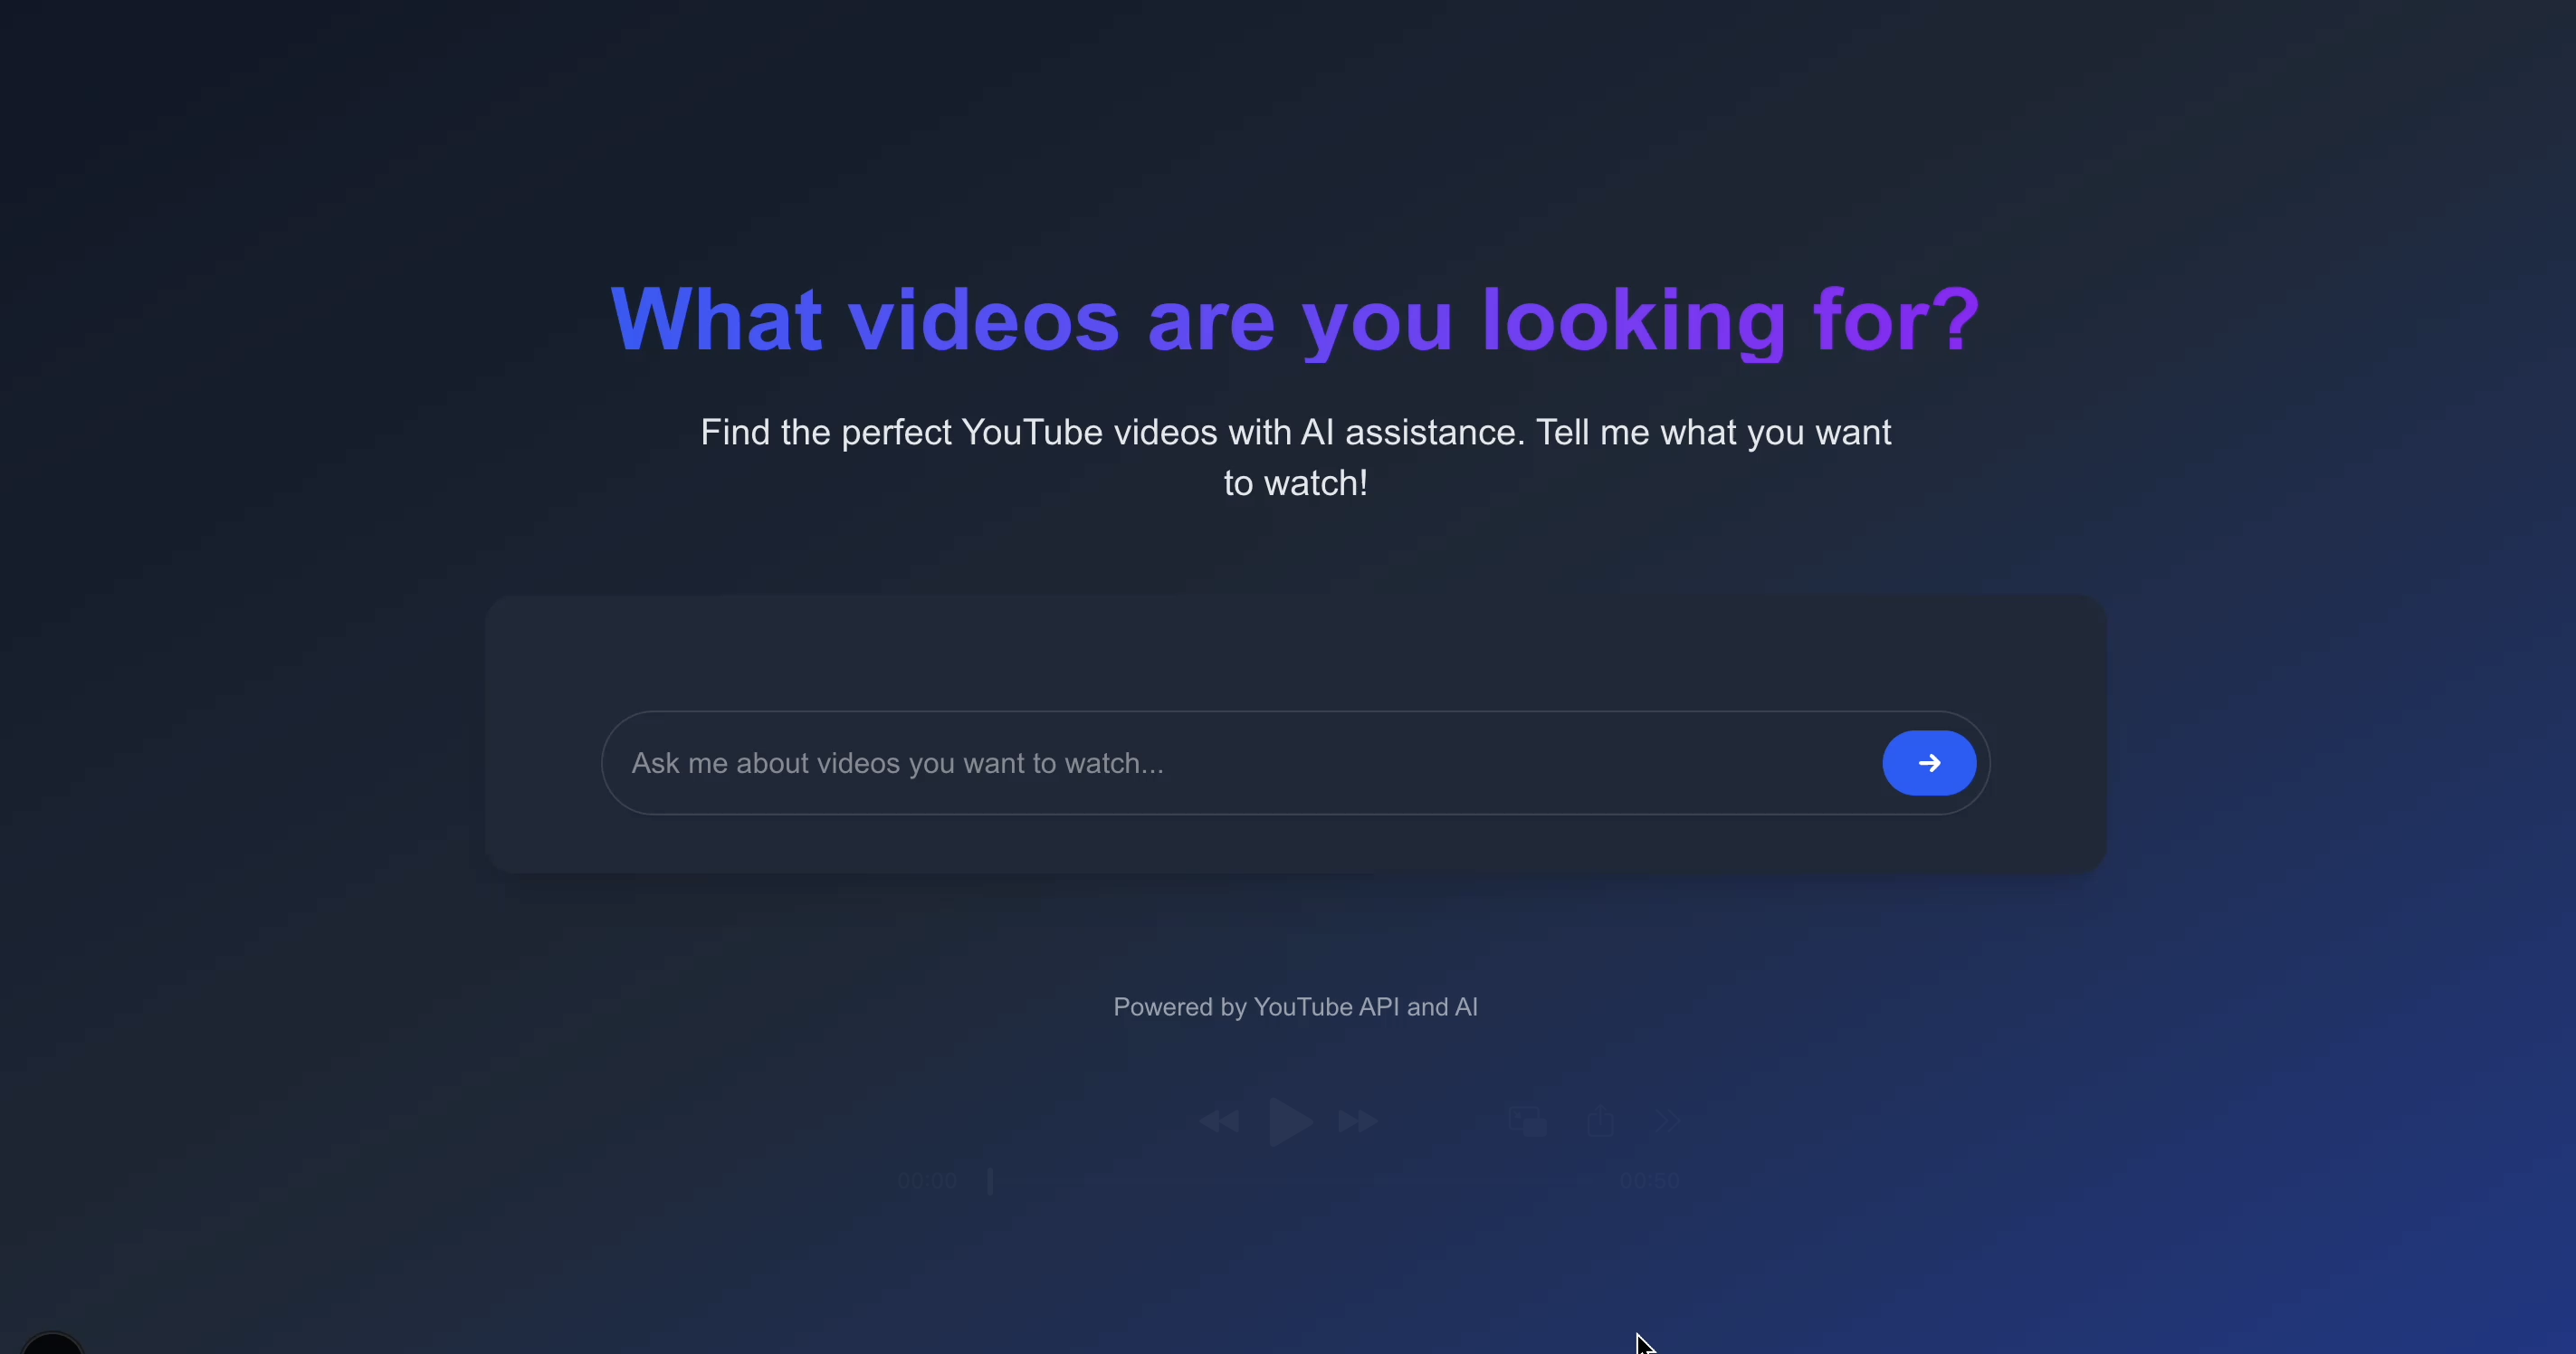 What videos are you looking for?
Find the perfect YouTube videos with AI assistance. Tell me what you want
to watch!
Ask me about videos you want to watch...
Powered by YouTube API and AI
00:00
00:50